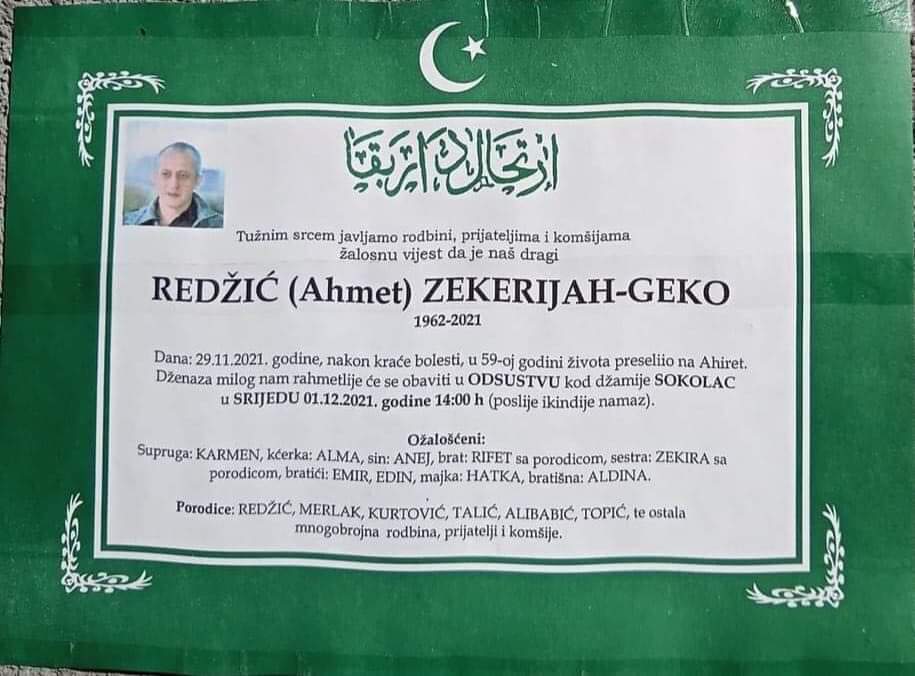 ارتحال دار بقا
Tužnim srcem javljamo rodbini, prijateljima i komšijama
žalosnu vijest da je naš dragi
REDŽIĆ (Ahmet) ZEKERIJAH-GEKO
1962-2021
Dana: 29.11.2021. godine, nakon kraće bolesti, u 59-oj godini života preseliio na Ahiret.
Dženaza milog nam rahmetlije će se obaviti u ODSUSTVU kod džamije SOKOLAC
u SRIJEDU 01.12.2021. godine 14:00 h (poslije ikindije namaz).
Ožalošćeni:
Supruga: KARMEN, kćerka: ALMA, sin: ANEJ, brat: RIFET sa porodicom, sestra: ZEKIRA sa
porodicom, bratići: EMIR, EDIN, majka: HATKA, bratišna: ALDINA.
Porodice: REDŽIĆ, MERLAK, KURTOVIĆ, TALIĆ, ALIBABIĆ, TOPIĆ, te ostala
mnogobrojna rodbina, prijatelji i komšije.